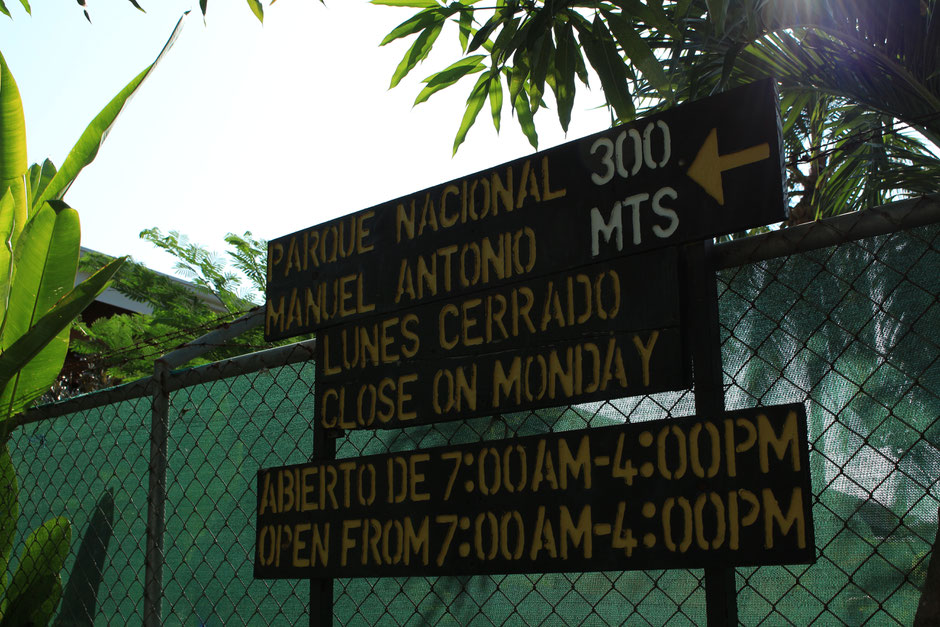 PARQUE NACIONAL 300
MANUEL ANTONIO MTS
LUNES CERRADO
CLOSE ON MONDAy
ABIERTO DE 7:00AM-4:00PM
OPEN FROM 7:00AM-4:00PM